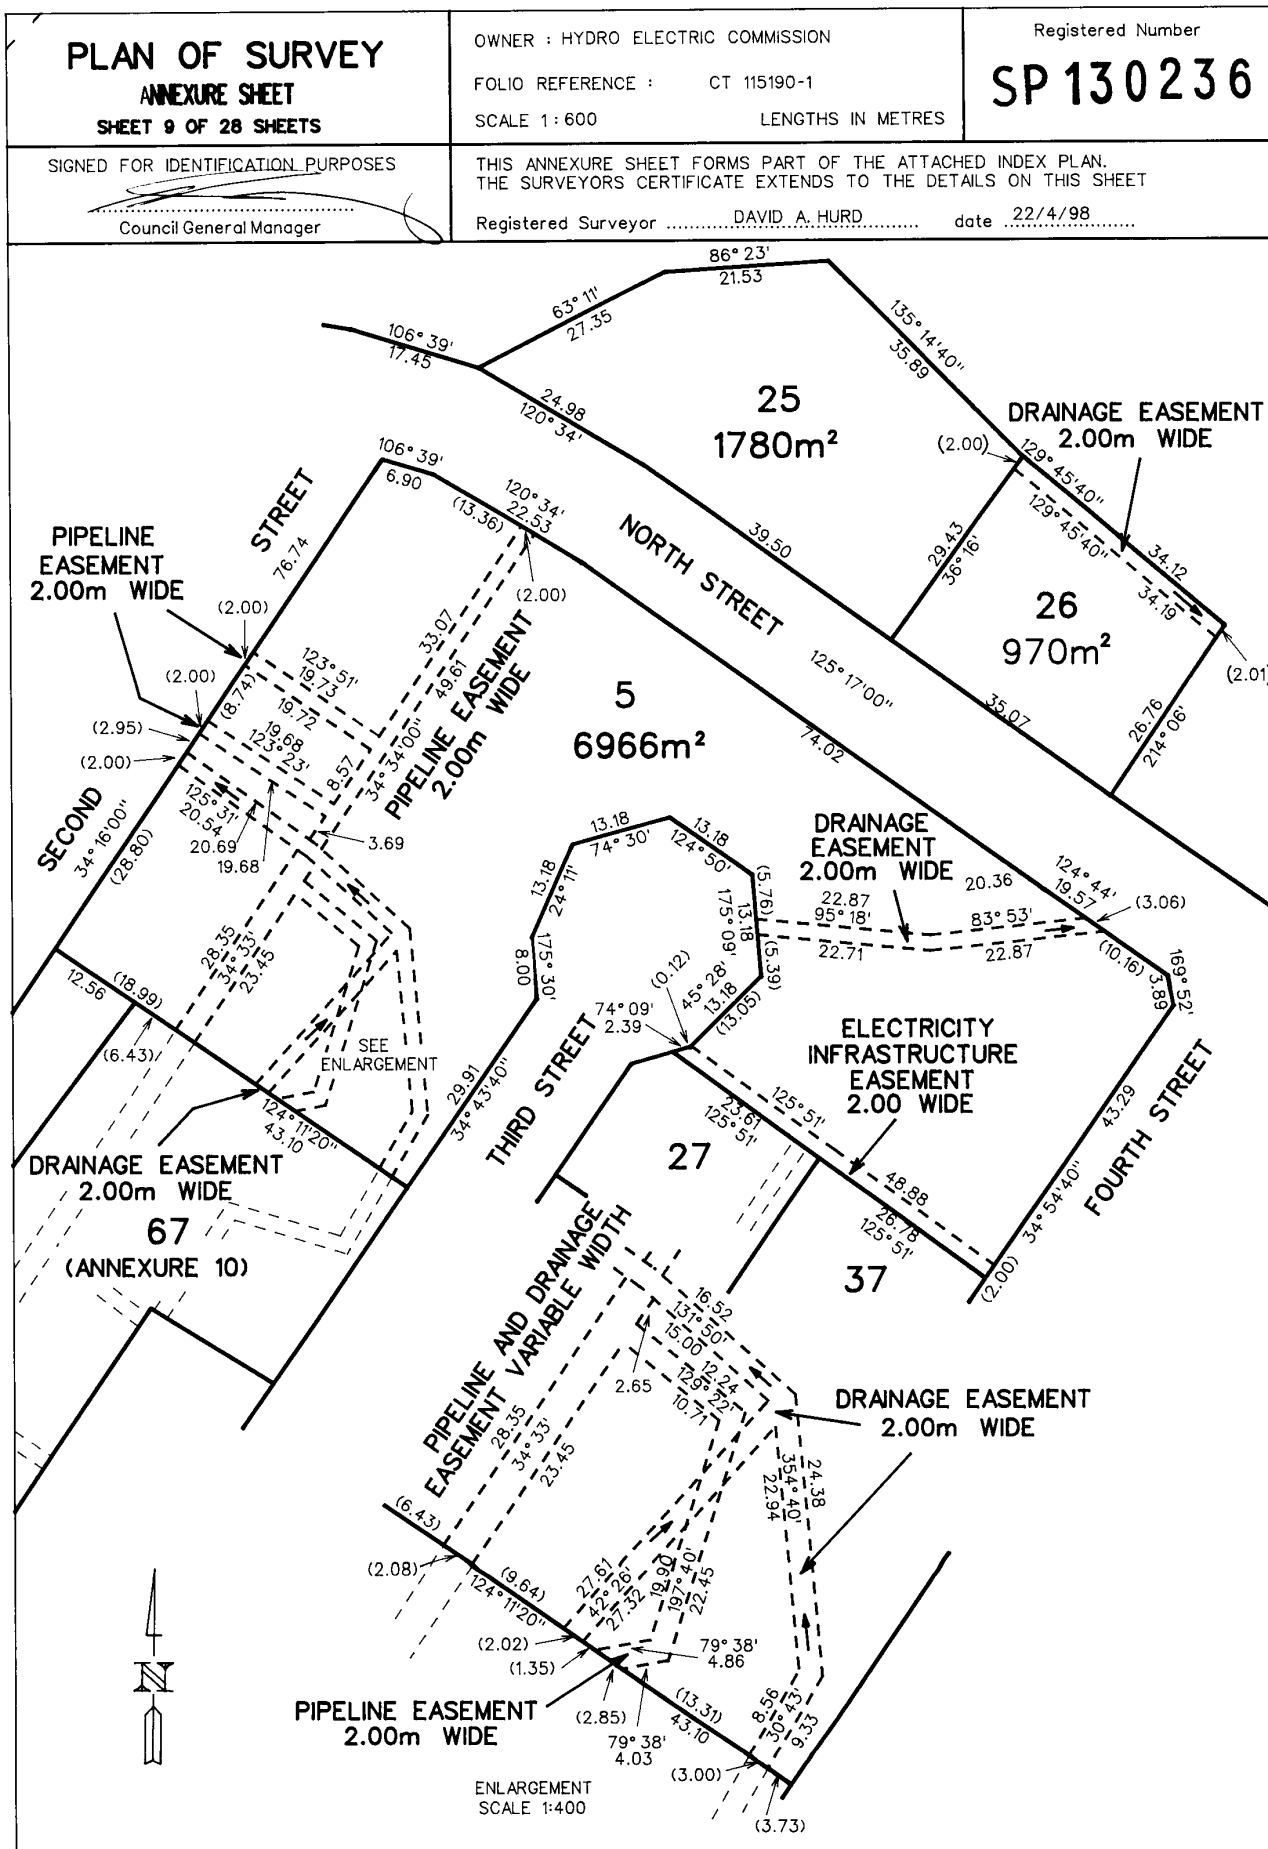 PLAN OF SURVEY
ANNEXURE SHEET
SHEET 9 OF 28 SHEETS
OWNER : HYDRO ELECTRIC COMMISSION
FOLIO REFERENCE : CT 115190-1
SCALE 1:600 LENGTHS IN METRES
Registered Number
SP130236
SIGNED FOR IDENTIFICATION PURPOSES
Council General Manager
THIS ANNEXURE SHEET FORMS PART OF THE ATTACHED INDEX PLAN.
THE SURVEYORS CERTIFICATE EXTENDS TO THE DETAILS ON THIS SHEET
Registered Surveyor DAVID A. HURD date 22/4/98
86° 23'
21.53
63° 11'
27.35
106° 39'
17.45
135° 14'40"
35.89
24.98
120° 34'
25
1780m²
DRAINAGE EASEMENT
2.00m WIDE
(2.00)
129° 45'40"
129° 45'40"
34.12
34.19
106° 39'
6.90
(13.36)
120° 34'
22.53
(2.00)
NORTH STREET
39.50
29.43
36° 16'
26
970m²
(2.01)
26.76
214° 06'
35.07
125° 17'00"
74.02
STREET
76.74
PIPELINE
EASEMENT
2.00m WIDE
(2.00)
(2.00)
(2.95)
(2.00)
(8.74)
123° 51'
19.73
19.72
19.68
123° 23'
33.07
49.61
34° 34'00"
8.57
PIPELINE EASEMENT
2.00m WIDE
5
6966m²
SECOND
34° 16'00"
(28.80)
125° 31'
20.54
20.69
19.68
3.69
13.18
74° 30'
13.18
124° 50'
13.18
24° 11'
175° 30'
8.00
(5.76)
13.18
175° 09'
(5.39)
DRAINAGE
EASEMENT
2.00m WIDE
22.87
95° 18'
22.71
20.36
83° 53'
22.87
124° 44'
19.57
(3.06)
(10.16)
169° 52'
3.89
(0.12)
45° 28'
13.18
(13.05)
74° 09'
2.39
28.35
34° 33'
23.45
12.56
(18.99)
(6.43)
SEE
ENLARGEMENT
29.91
34° 43'40"
THIRD STREET
ELECTRICITY
INFRASTRUCTURE
EASEMENT
2.00 WIDE
125° 51'
23.61
125° 51'
48.88
26.78
125° 51'
43.29
34° 54'40"
(2.00)
FOURTH STREET
124° 11'20"
43.10
DRAINAGE EASEMENT
2.00m WIDE
67
(ANNEXURE 10)
27
37
PIPELINE AND DRAINAGE
EASEMENT VARIABLE WIDTH
16.52
131° 50'
15.00
12.24
129° 22'
10.71
2.65
28.35
34° 33'
23.45
DRAINAGE EASEMENT
2.00m WIDE
24.38
354° 40'
22.94
(6.43)
(2.08)
(9.64)
124° 11'20"
27.61
42° 26'
27.32
19.90
197° 40'
22.45
(2.02)
(1.35)
79° 38'
4.86
PIPELINE EASEMENT
2.00m WIDE
(2.85)
79° 38'
4.03
(13.31)
43.10
8.56
30° 43'
9.33
(3.00)
(3.73)
N
ENLARGEMENT
SCALE 1:400